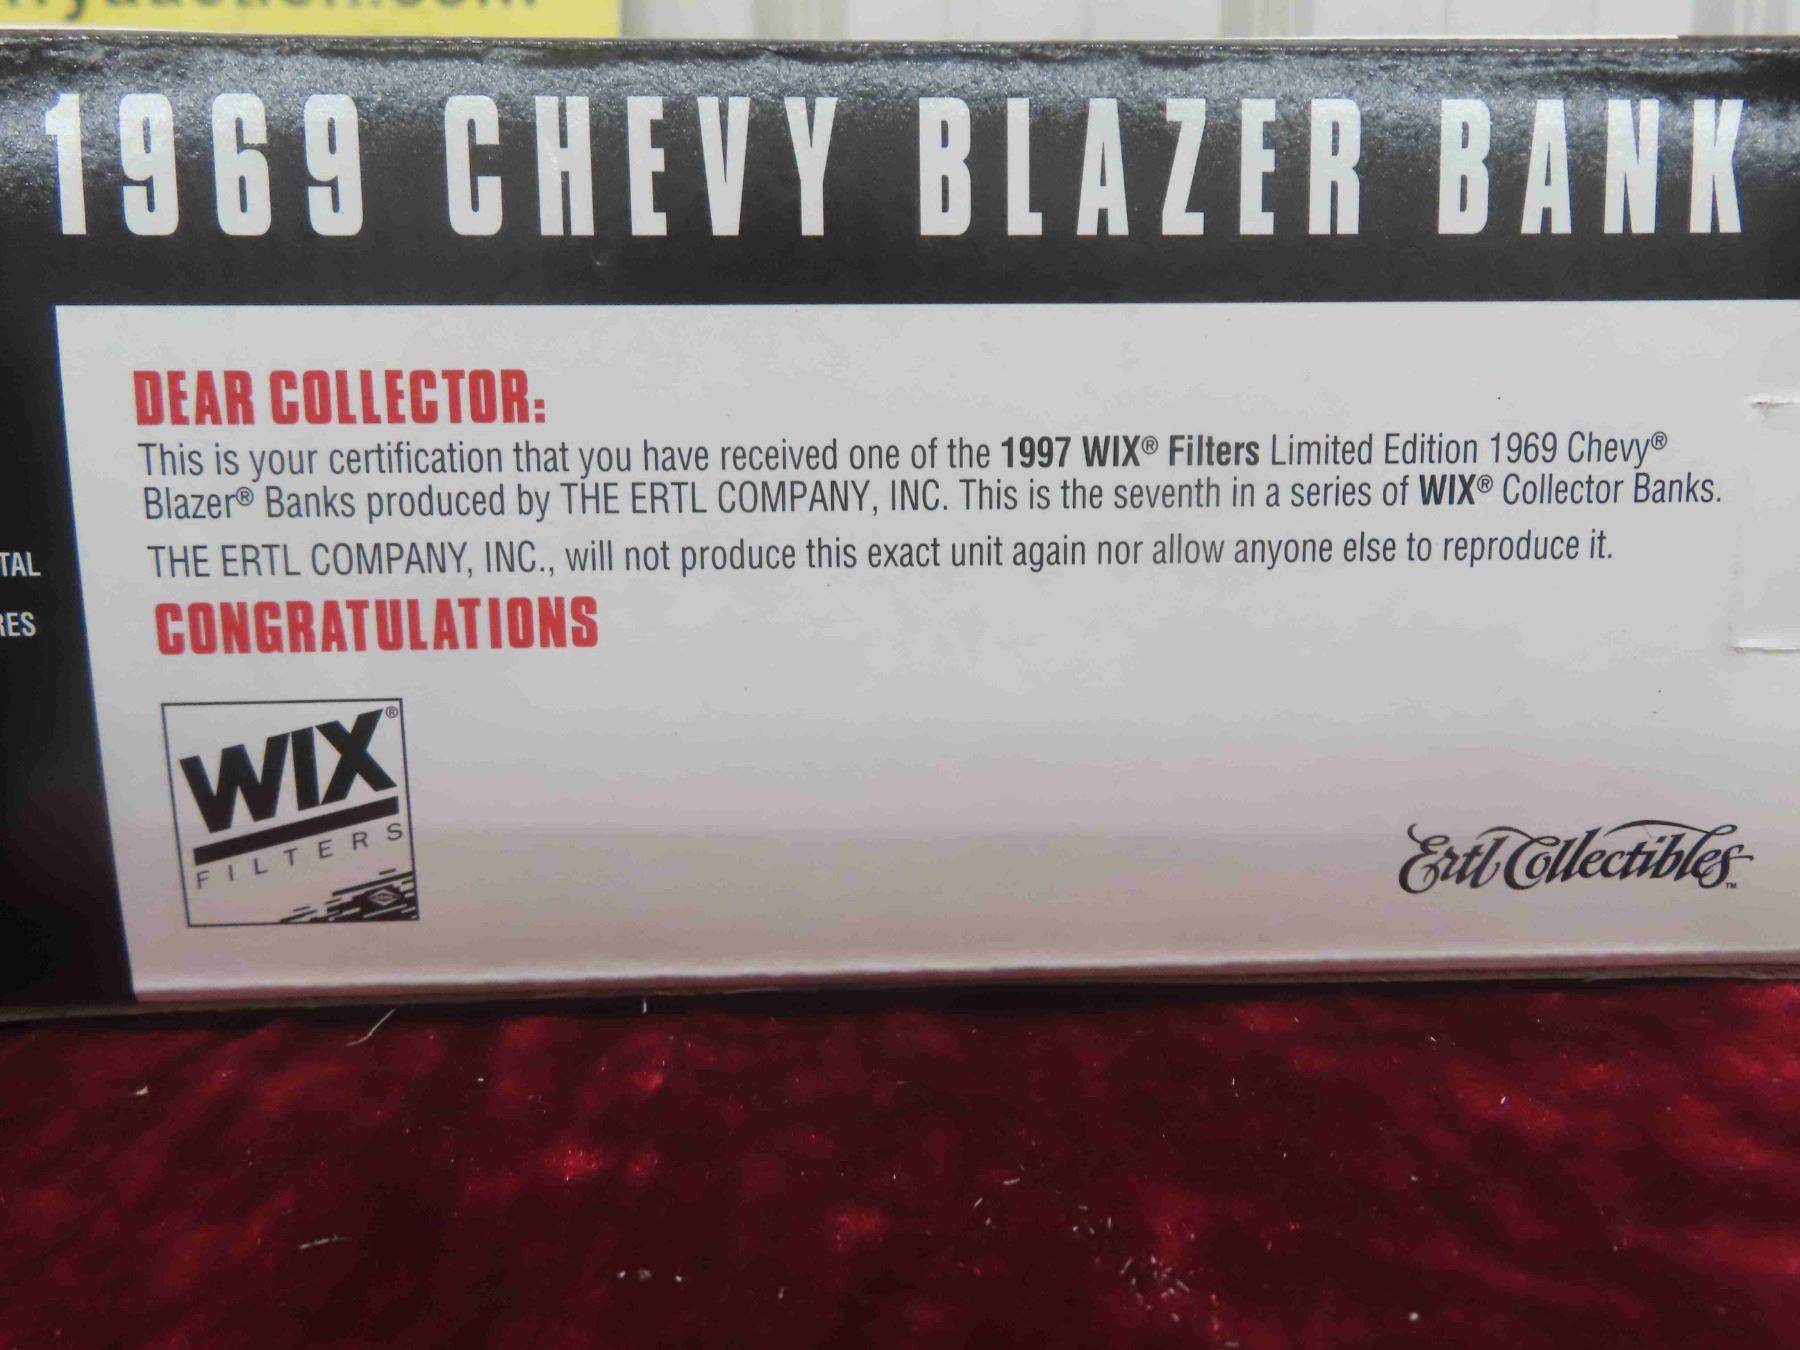 1969 CHEVY BLAZER BANK
DEAR COLLECTOR:
This is your certification that you have received one of the 1997 WIX® Filters Limited Edition 1969 Chevy®
Blazer® Banks produced by THE ERTL COMPANY, INC. This is the seventh in a series of WIX® Collector Banks.
THE ERTL COMPANY, INC., will not produce this exact unit again nor allow anyone else to reproduce it.
CONGRATULATIONS
WIX®
FILTERS
Ertl Collectibles™